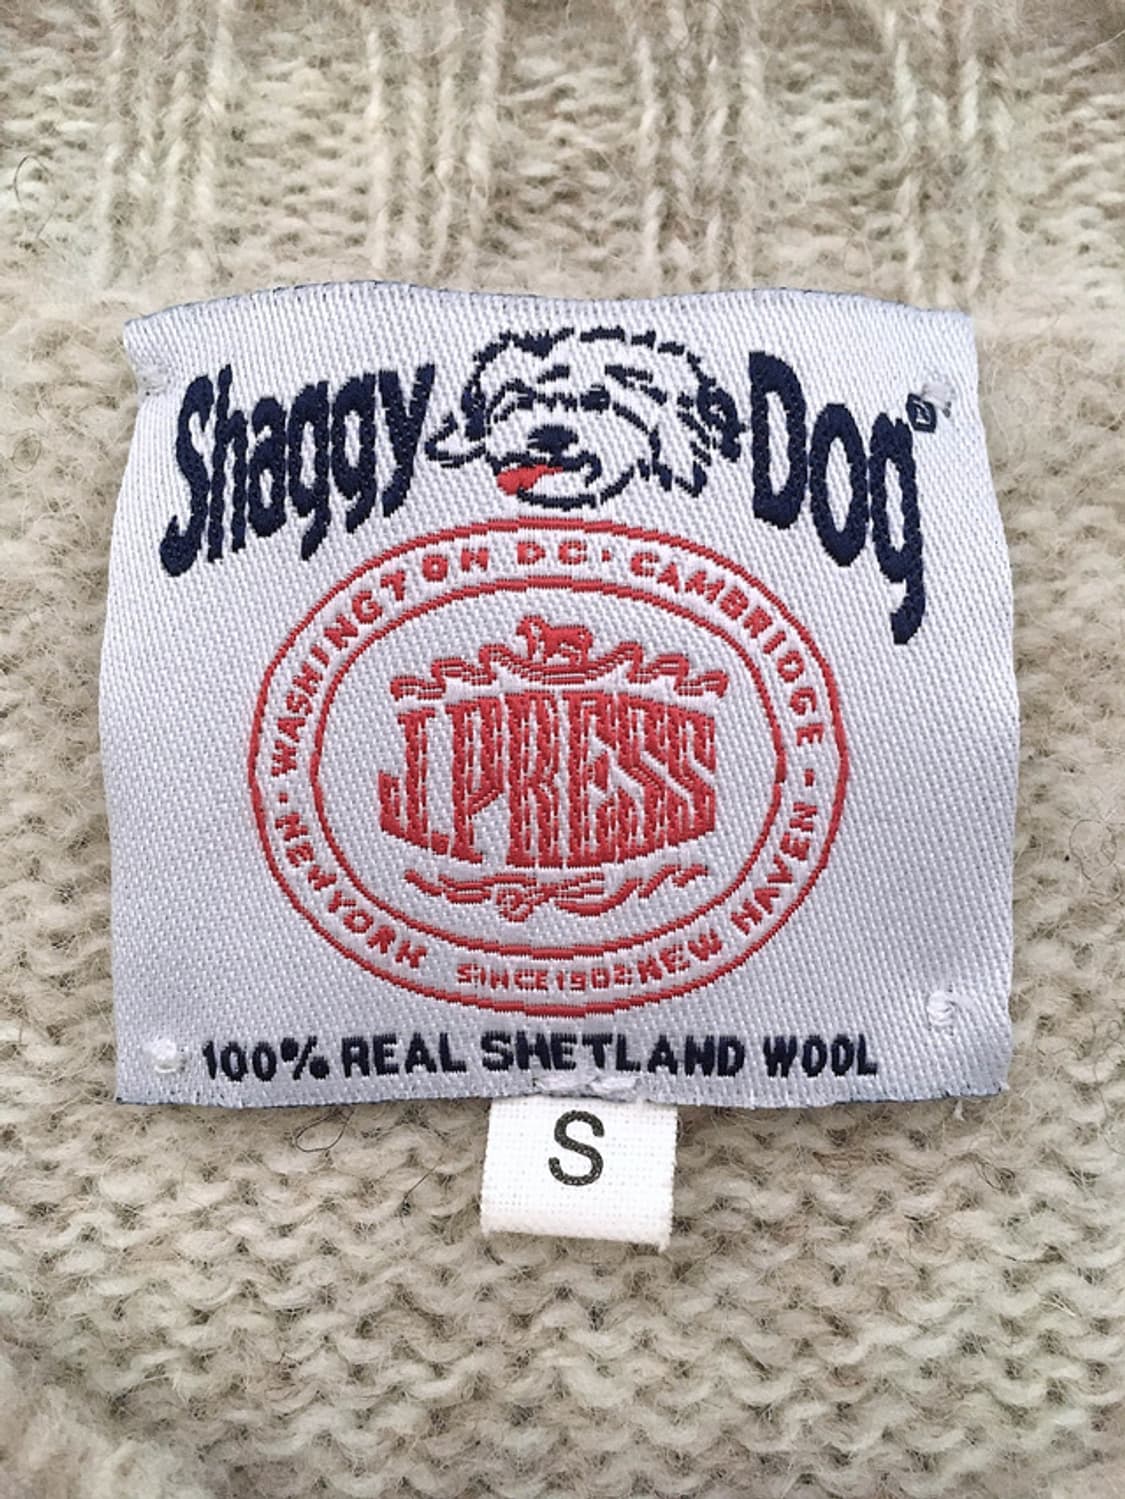 Shaggy Dog®
WASHINGTON DC · CAMBRIDGE - NEW HAVEN
J.PRESS
· NEW YORK SINCE 1902
100% REAL SHETLAND WOOL
S